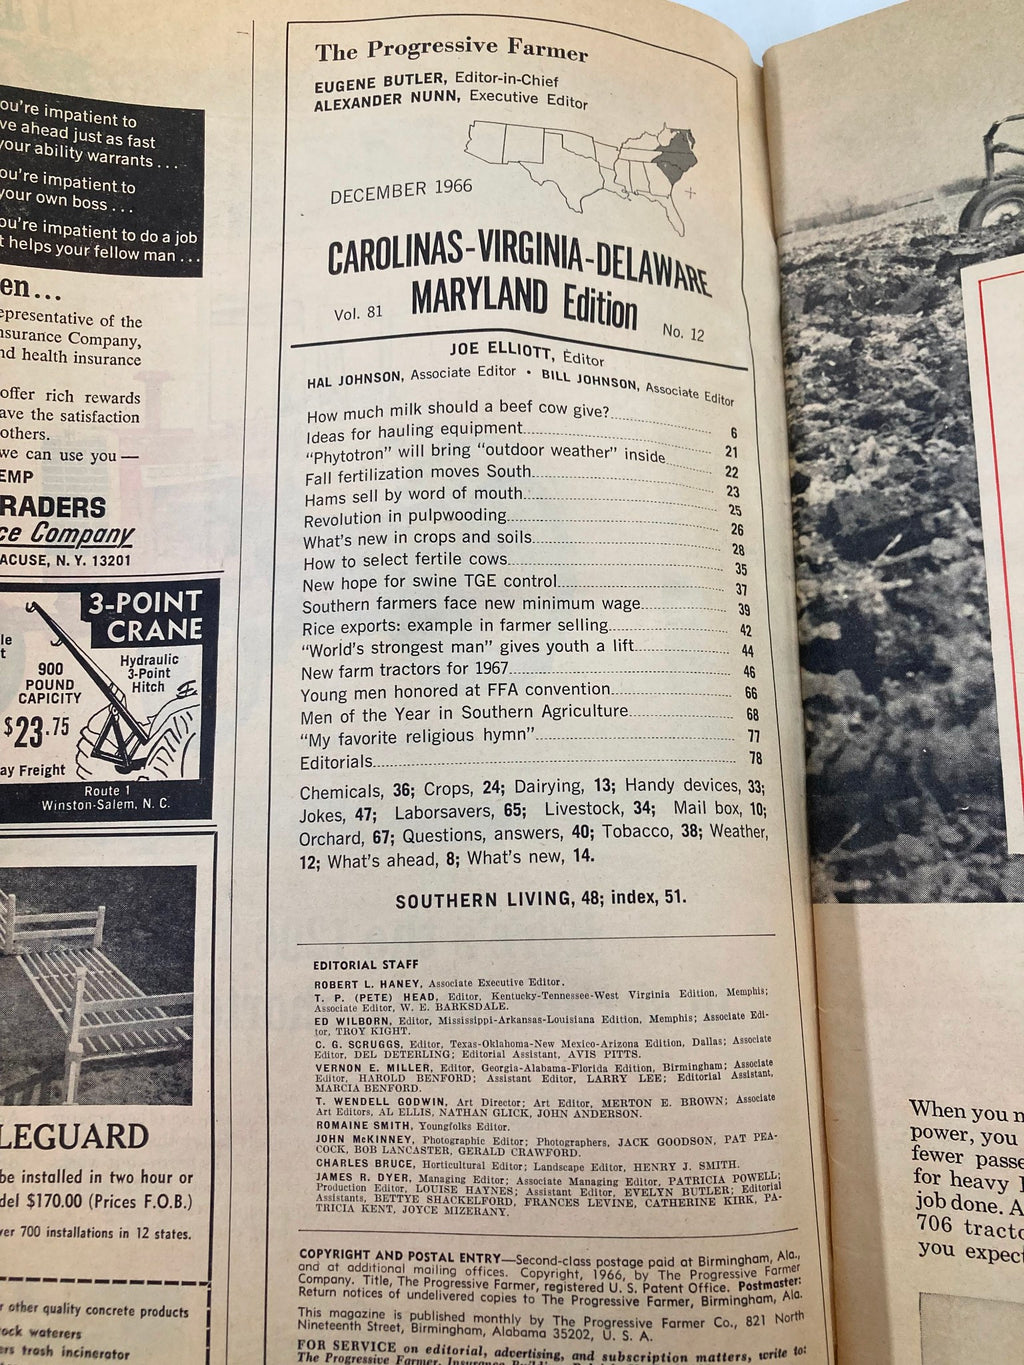 ou're impatient to
ve ahead just as fast
your ability warrants . . .
ou're impatient to
your own boss . . .
ou're impatient to do a job
t helps your fellow man . . .
en...
epresentative of the
nsurance Company,
nd health insurance
offer rich rewards
ave the satisfaction
others.
we can use you —
EMP
RADERS
ce Company
ACUSE, N. Y. 13201
3-POINT
CRANE
le
t
900
POUND
CAPACITY
Hydraulic
3-Point
Hitch
$23.75
ay Freight
Route 1
Winston-Salem, N. C.
LEGUARD
be installed in two hour or
del $170.00 (Prices F.O.B.)
ver 700 installations in 12 states.
r other quality concrete products
ock waterers
ers trash incinerator
The Progressive Farmer
EUGENE BUTLER, Editor-in-Chief
ALEXANDER NUNN, Executive Editor
DECEMBER 1966
CAROLINAS-VIRGINIA-DELAWARE
MARYLAND Edition
Vol. 81
No. 12
JOE ELLIOTT, Editor
HAL JOHNSON, Associate Editor • BILL JOHNSON, Associate Editor
How much milk should a beef cow give? 6
Ideas for hauling equipment 21
"Phytotron" will bring "outdoor weather" inside 22
Fall fertilization moves South 23
Hams sell by word of mouth 25
Revolution in pulpwooding 26
What's new in crops and soils 28
How to select fertile cows 35
New hope for swine TGE control 37
Southern farmers face new minimum wage 39
Rice exports: example in farmer selling 42
"World's strongest man" gives youth a lift 44
New farm tractors for 1967 46
Young men honored at FFA convention 66
Men of the Year in Southern Agriculture 68
"My favorite religious hymn" 77
Editorials 78
Chemicals, 36; Crops, 24; Dairying, 13; Handy devices, 33;
Jokes, 47; Laborsavers, 65; Livestock, 34; Mail box, 10;
Orchard, 67; Questions, answers, 40; Tobacco, 38; Weather,
12; What's ahead, 8; What's new, 14.
SOUTHERN LIVING, 48; index, 51.
EDITORIAL STAFF
ROBERT L. HANEY, Associate Executive Editor.
T. P. (PETE) HEAD, Editor, Kentucky-Tennessee-West Virginia Edition, Memphis;
Associate Editor, W. E. BARKSDALE.
ED WILBORN, Editor, Mississippi-Arkansas-Louisiana Edition, Memphis; Associate Edi-
tor, TROY KIGHT.
C. G. SCRUGGS, Editor, Texas-Oklahoma-New Mexico-Arizona Edition, Dallas; Associate
Editor, DEL DETERLING; Editorial Assistant, AVIS PITTS.
VERNON E. MILLER, Editor, Georgia-Alabama-Florida Edition, Birmingham; Associate
Editor, HAROLD BENFORD; Assistant Editor, LARRY LEE; Editorial Assistant,
MARCIA BENFORD.
T. WENDELL GODWIN, Art Director; Art Editor, MERTON E. BROWN; Associate
Art Editors, AL ELLIS, NATHAN GLICK, JOHN ANDERSON.
ROMAINE SMITH, Youngfolks Editor.
JOHN McKINNEY, Photographic Editor; Photographers, JACK GOODSON, PAT PEA-
COCK, BOB LANCASTER, GERALD CRAWFORD.
CHARLES BRUCE, Horticultural Editor; Landscape Editor, HENRY J. SMITH.
JAMES R. DYER, Managing Editor; Associate Managing Editor, PATRICIA POWELL;
Production Editor, LOUISE HAYNES; Assistant Editor, EVELYN BUTLER; Editorial
Assistants, BETTYE SHACKELFORD, FRANCES LEVINE, CATHERINE KIRK, PA-
TRICIA KENT, JOYCE MIZERANY.
COPYRIGHT AND POSTAL ENTRY—Second-class postage paid at Birmingham, Ala.,
and at additional mailing offices. Copyright, 1966, by The Progressive Farmer
Company. Title, The Progressive Farmer, registered U. S. Patent Office. Postmaster:
Return notices of undelivered copies to The Progressive Farmer, Birmingham, Ala.
This magazine is published monthly by The Progressive Farmer Co., 821 North
Nineteenth Street, Birmingham, Alabama 35202, U. S. A.
FOR SERVICE on editorial, advertising, and subscription matters, write to:
The Progressive Farmer,
When you n
power, you
fewer passe
for heavy
job done. A
706 tracto
you expect